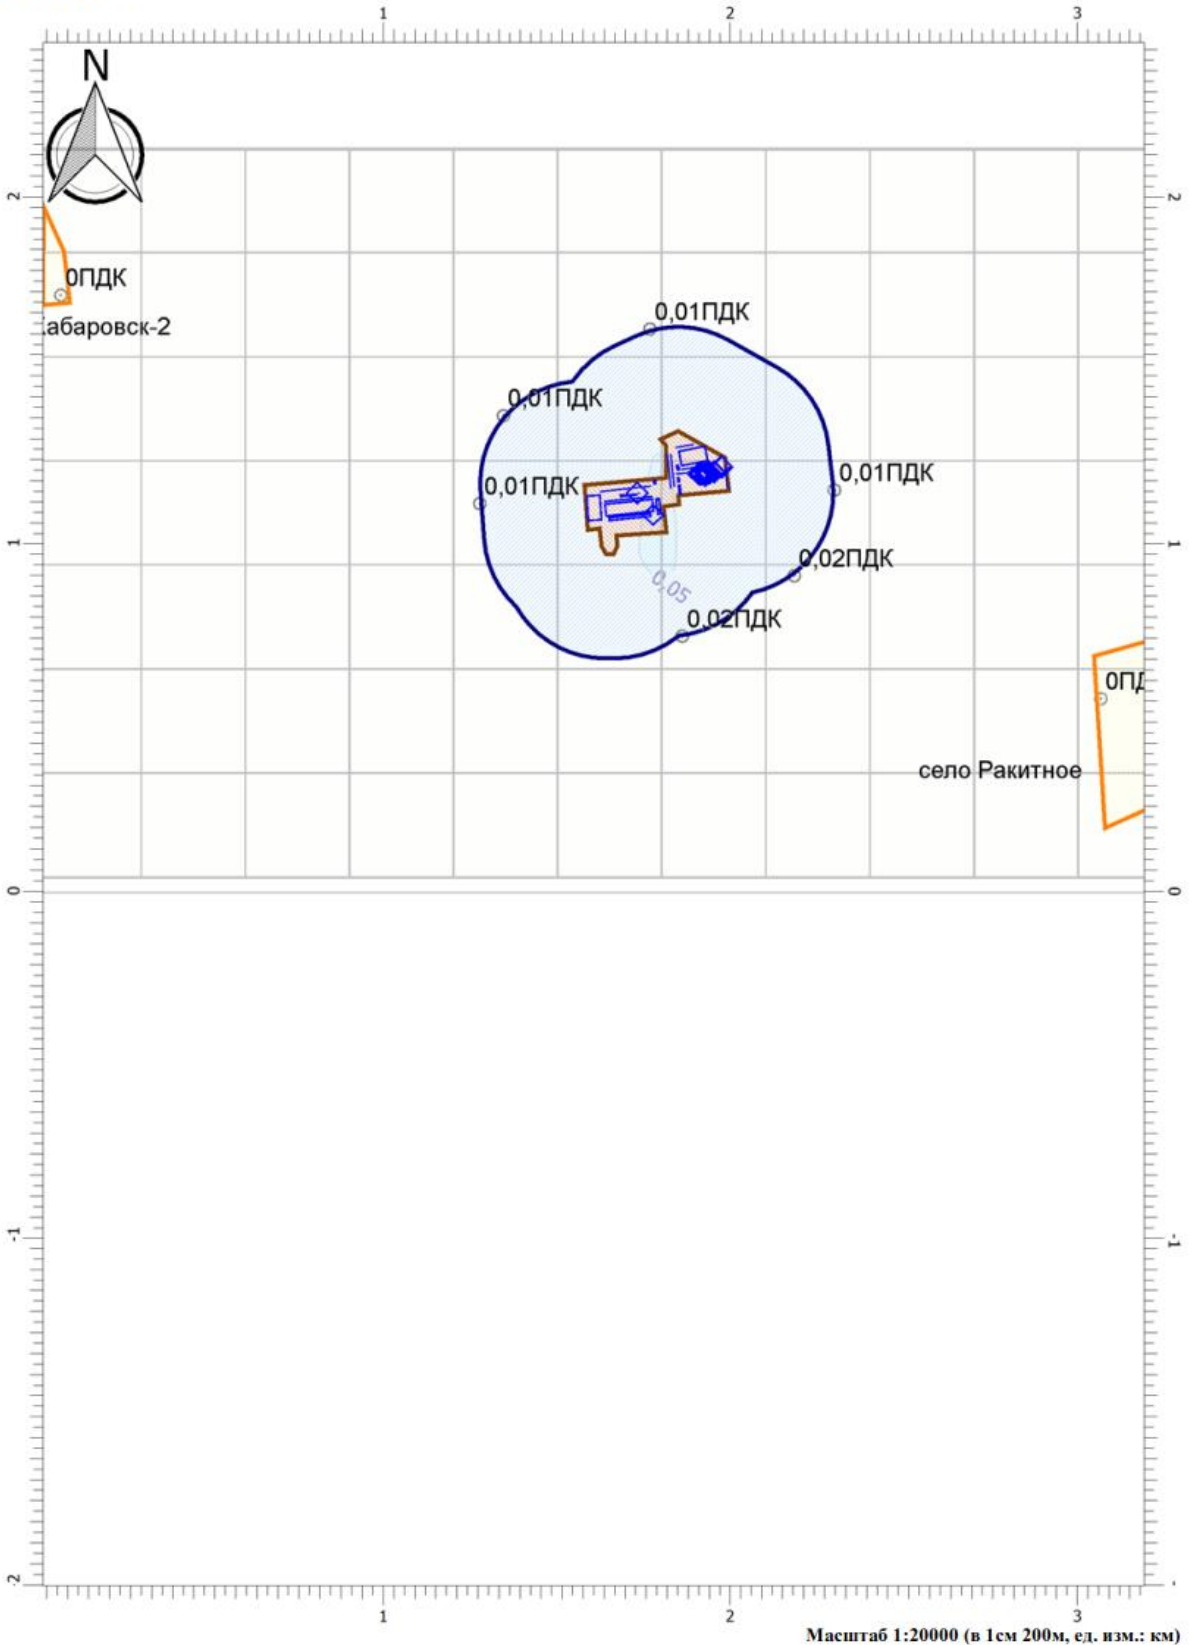 1 2 3
N
2 2
0ПДК
абаровск-2
0,01ПДК
0,01ПДК
0,01ПДК
0,01ПДК
1 1
0,02ПДК
0,05
0,02ПДК
0ПД
село Ракитное
0 0
-1 -1
-2 -
1 2 3
Масштаб 1:20000 (в 1см 200м, ед. изм.: км)